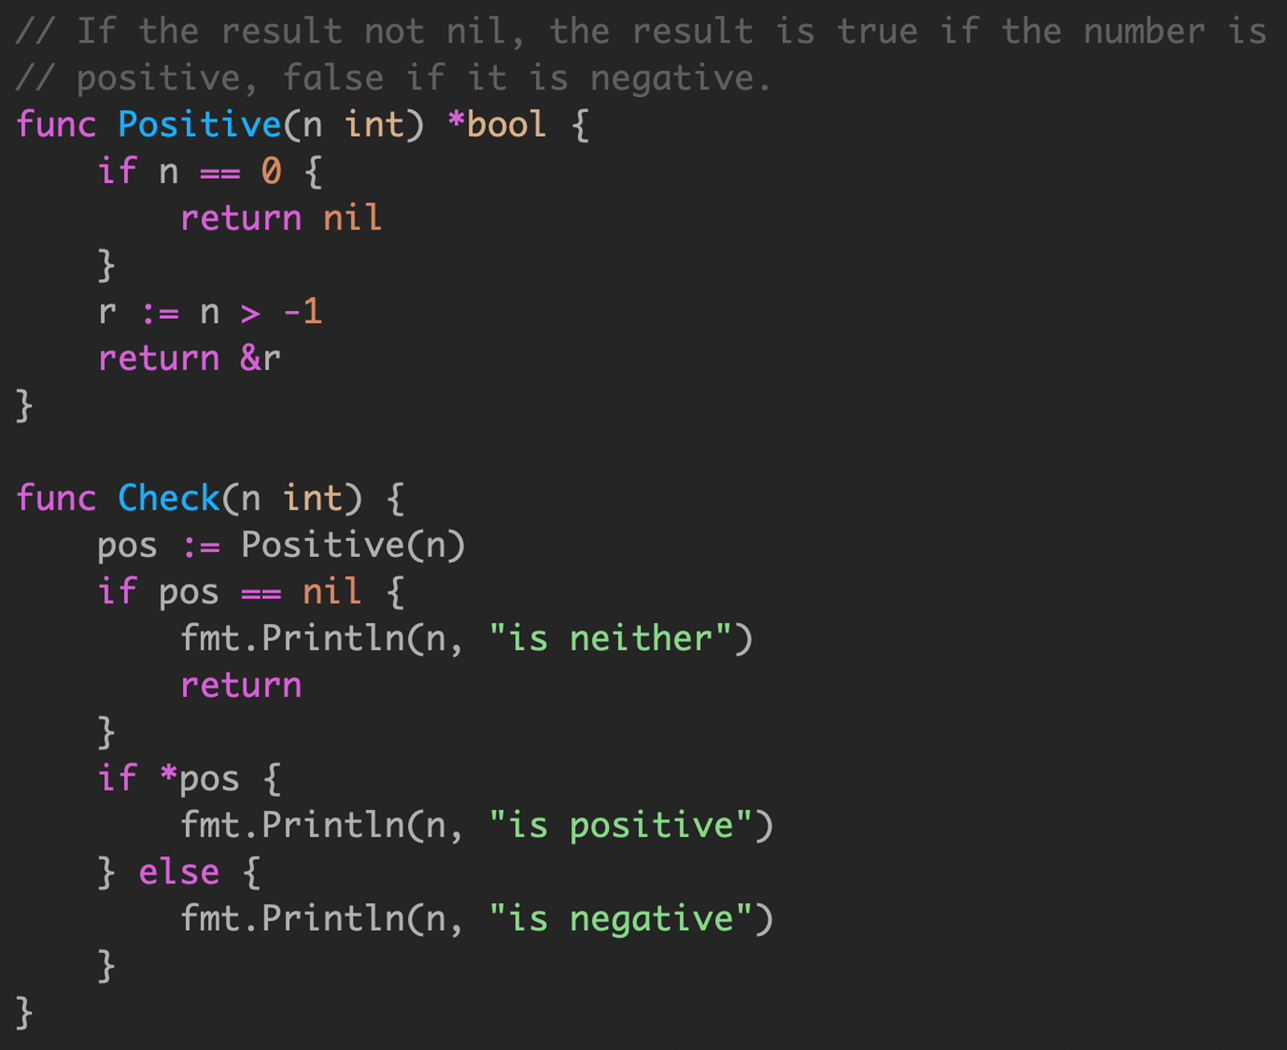 // If the result not nil, the result is true if the number is
// positive, false if it is negative.
func Positive(n int) *bool {
    if n == 0 {
        return nil
    }
    r := n > -1
    return &r
}

func Check(n int) {
    pos := Positive(n)
    if pos == nil {
        fmt.Println(n, "is neither")
        return
    }
    if *pos {
        fmt.Println(n, "is positive")
    } else {
        fmt.Println(n, "is negative")
    }
}